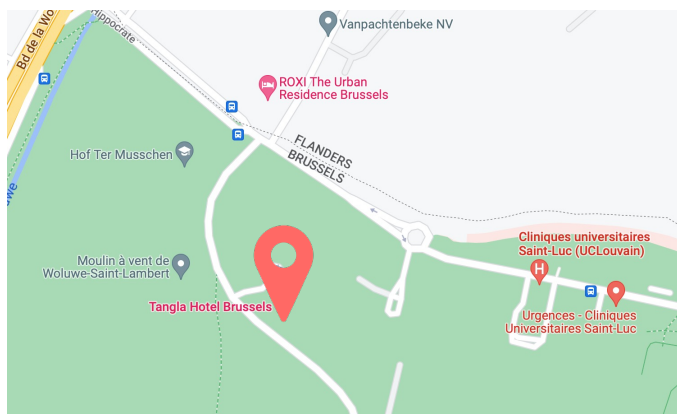 Vanpachtenbeke NV
Hippocrate
Bd de la Wo
ROXI The Urban
Residence Brussels
FLANDERS
BRUSSELS
Hof Ter Musschen
uwe
Cliniques universitaires
Saint-Luc (UCLouvain)
H
Moulin à vent de
Woluwe-Saint-Lambert
Tangla Hotel Brussels
Urgences - Cliniques
Universitaires Saint-Luc